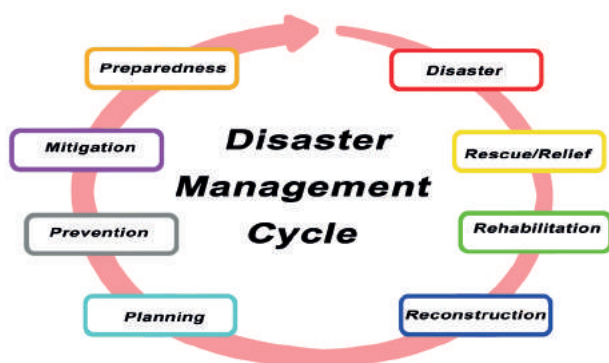 Disaster
Management
Cycle
Disaster
Rescue/Relief
Rehabilitation
Reconstruction
Planning
Prevention
Mitigation
Preparedness